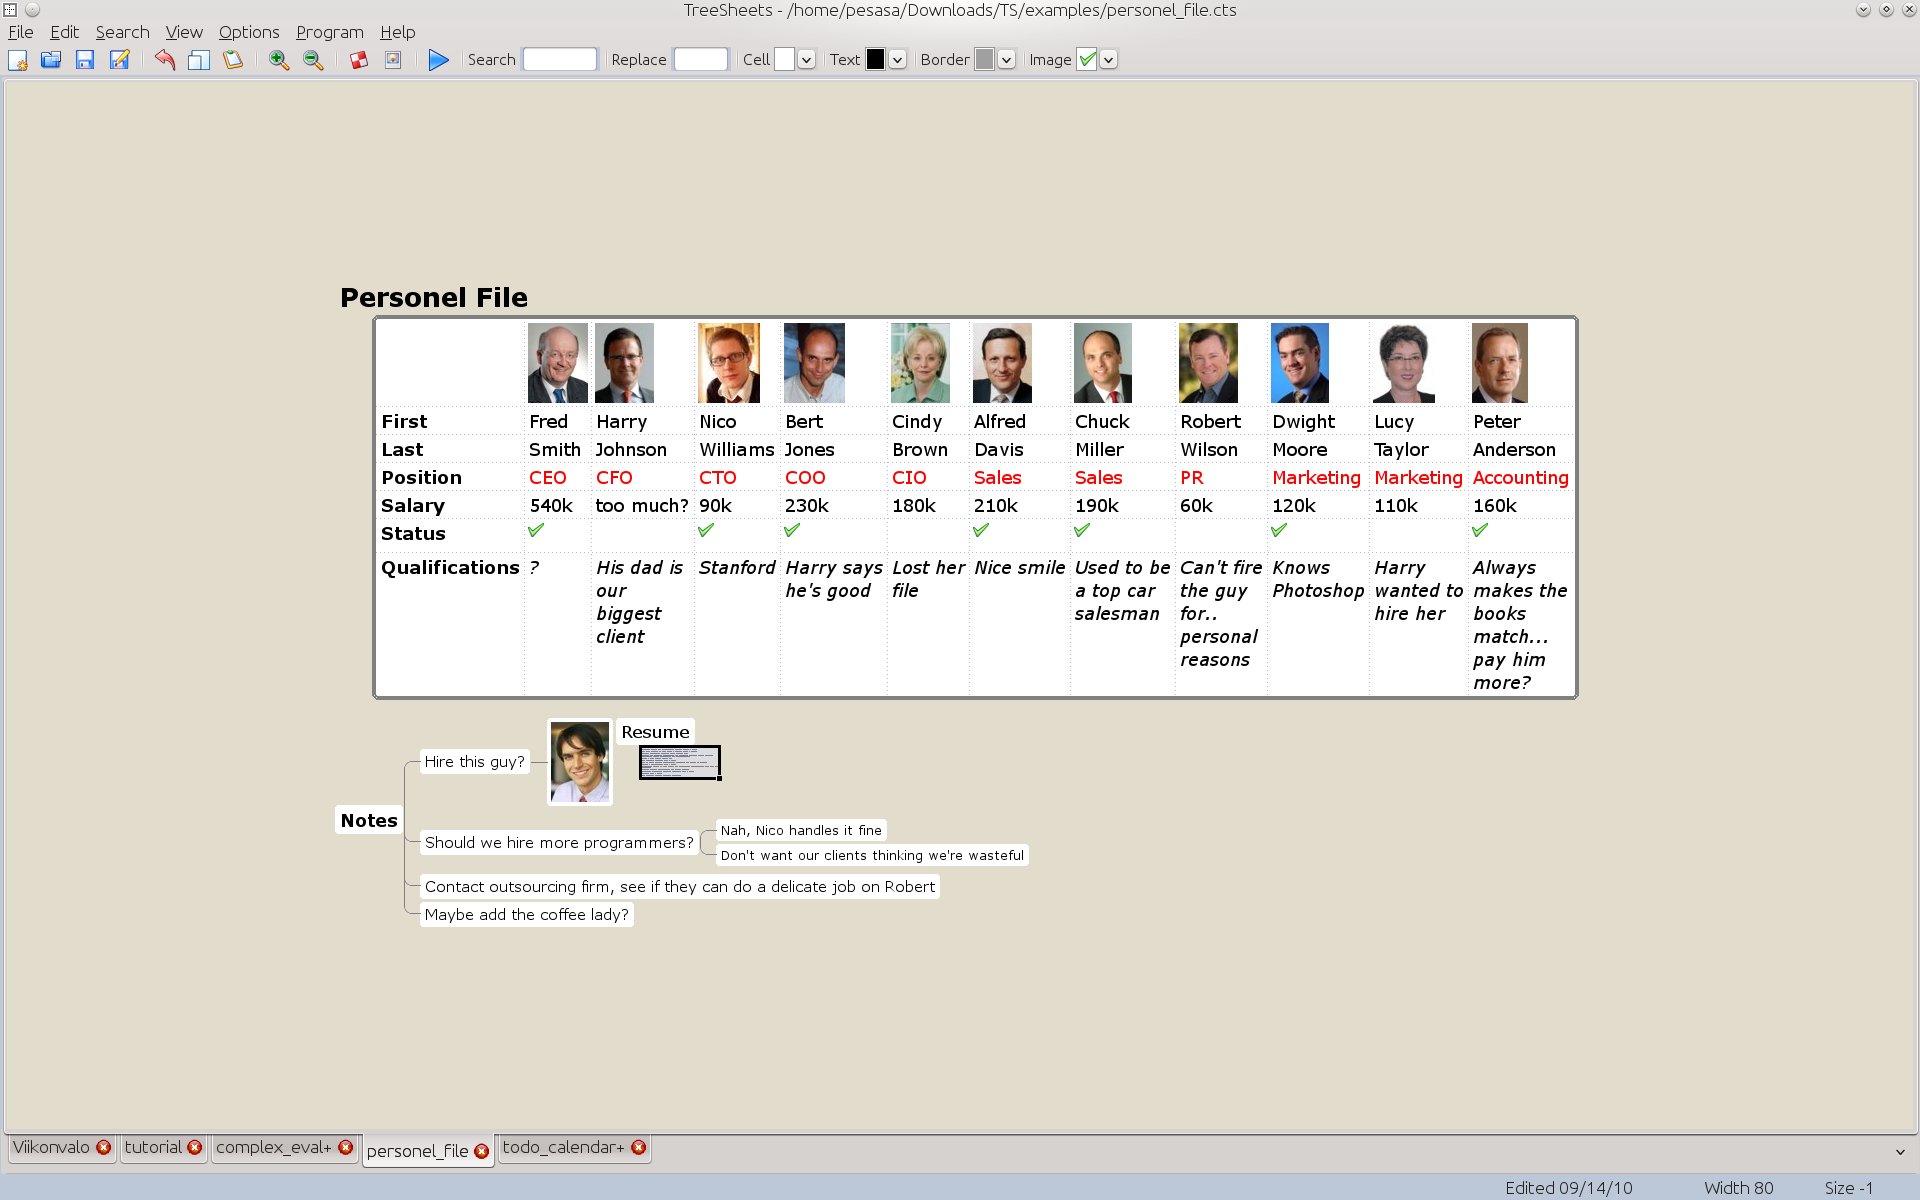 TreeSheets - /home/pesasa/Downloads/TS/examples/personel_file.cts
File Edit Search View Options Program Help
Search Replace Cell Text Border Image
Personel File
First Fred Harry Nico Bert Cindy Alfred Chuck Robert Dwight Lucy Peter
Last Smith Johnson Williams Jones Brown Davis Miller Wilson Moore Taylor Anderson
Position CEO CFO CTO COO CIO Sales Sales PR Marketing Marketing Accounting
Salary 540k too much? 90k 230k 180k 210k 190k 60k 120k 110k 160k
Status
Qualifications ? His dad is Stanford Harry says Lost her Nice smile Used to be Can't fire Knows Harry Always
our he's good file a top car the guy Photoshop wanted to makes the
biggest salesman for.. hire her books
client personal match...
reasons pay him
more?
Resume
Hire this guy?
Notes
Nah, Nico handles it fine
Should we hire more programmers?
Don't want our clients thinking we're wasteful
Contact outsourcing firm, see if they can do a delicate job on Robert
Maybe add the coffee lady?
Viikonvalo tutorial complex_eval+ personel_file todo_calendar+
Edited 09/14/10 Width 80 Size -1